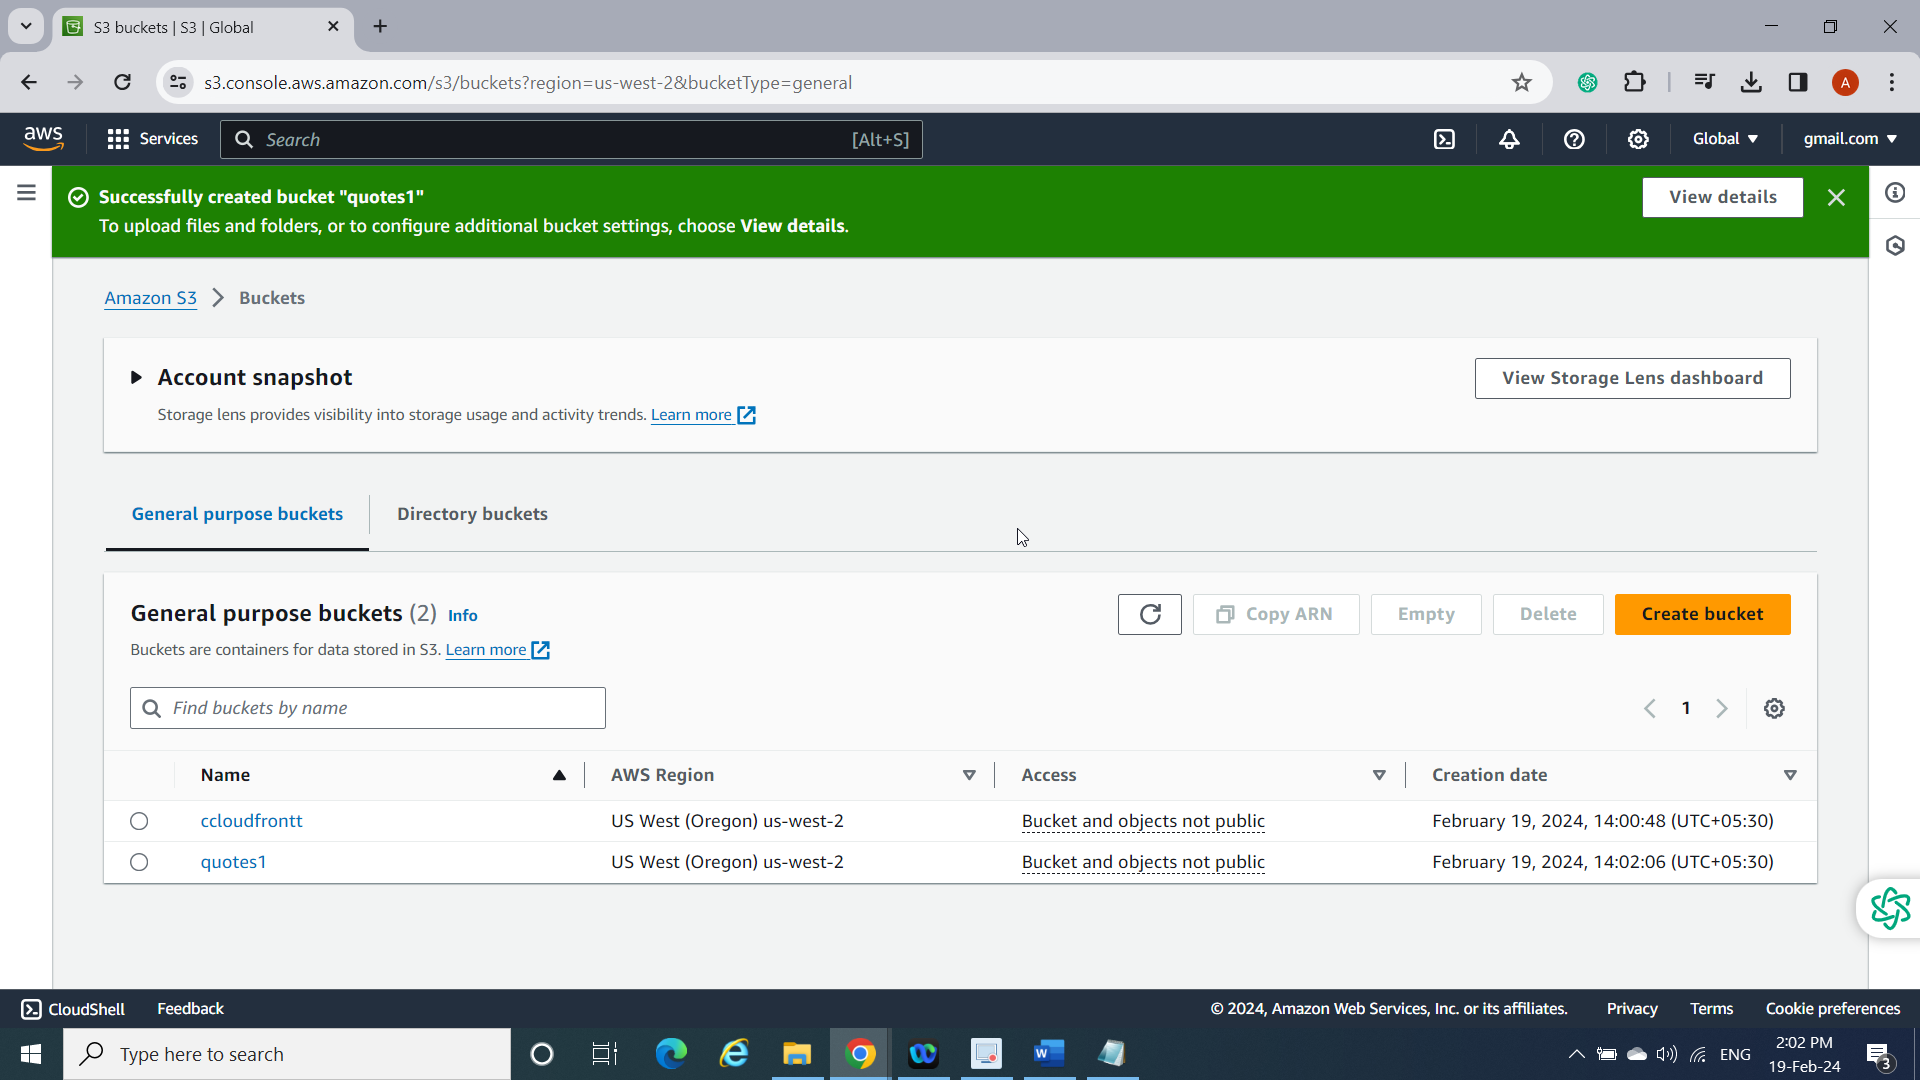 S3 buckets | S3 | Global
s3.console.aws.amazon.com/s3/buckets?region=us-west-2&bucketType=general
A
aws
Services
Search
[Alt+S]
Global
gmail.com
Successfully created bucket "quotes1"
To upload files and folders, or to configure additional bucket settings, choose View details.
View details
Amazon S3
Buckets
Account snapshot
Storage lens provides visibility into storage usage and activity trends. Learn more
View Storage Lens dashboard
General purpose buckets
Directory buckets
General purpose buckets (2) Info
Buckets are containers for data stored in S3. Learn more
Copy ARN
Empty
Delete
Create bucket
Find buckets by name
1
Name
AWS Region
Access
Creation date
ccloudfrontt
US West (Oregon) us-west-2
Bucket and objects not public
February 19, 2024, 14:00:48 (UTC+05:30)
quotes1
US West (Oregon) us-west-2
Bucket and objects not public
February 19, 2024, 14:02:06 (UTC+05:30)
CloudShell
Feedback
© 2024, Amazon Web Services, Inc. or its affiliates.
Privacy
Terms
Cookie preferences
Type here to search
ENG
2:02 PM
19-Feb-24
3